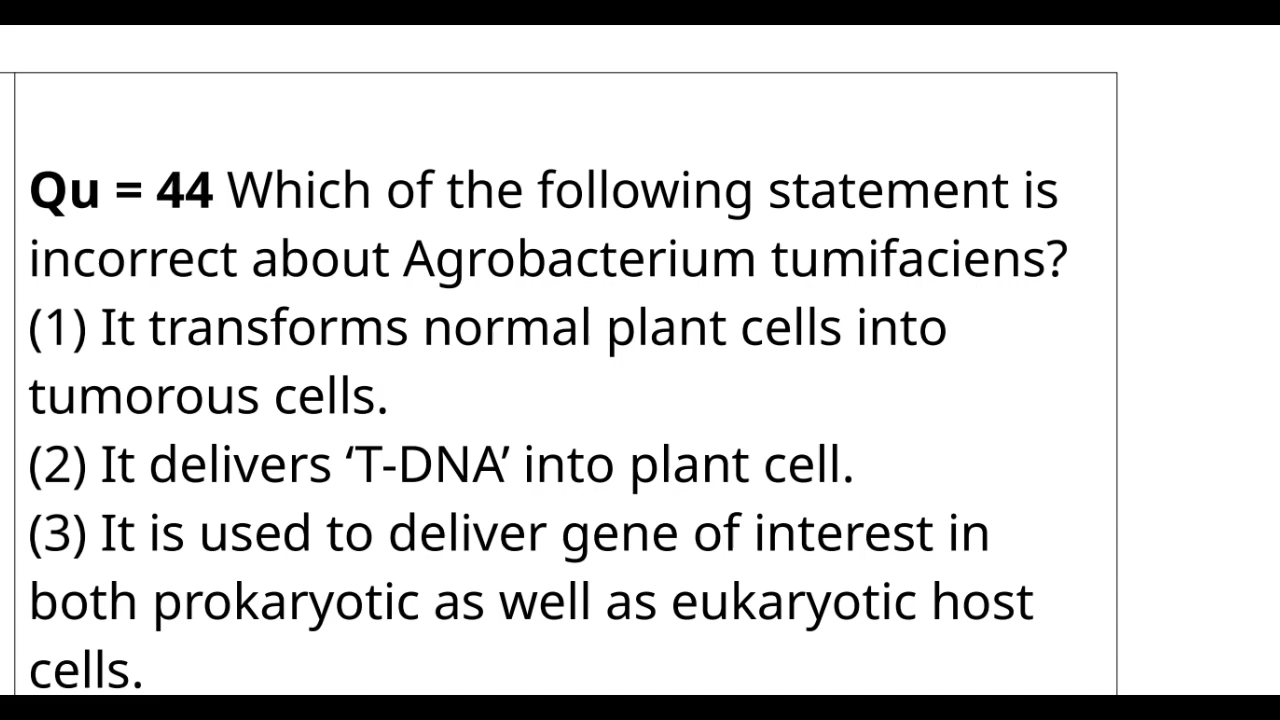 Qu = 44 Which of the following statement is
incorrect about Agrobacterium tumifaciens?
(1) It transforms normal plant cells into
tumorous cells.
(2) It delivers ‘T-DNA’ into plant cell.
(3) It is used to deliver gene of interest in
both prokaryotic as well as eukaryotic host
cells.